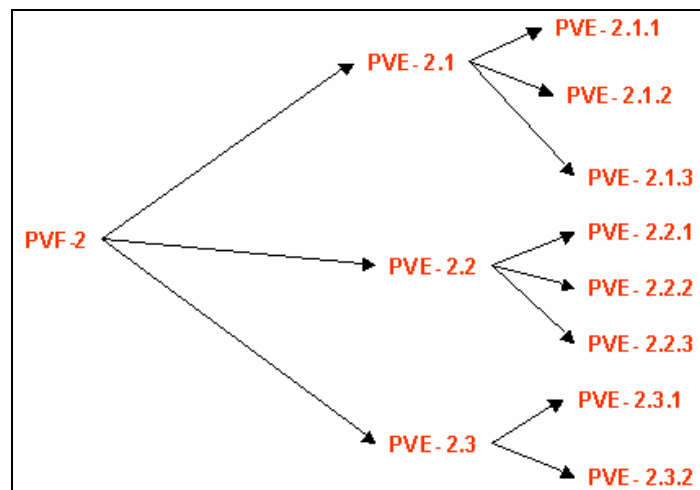 PVE- 2.1.1
PVE- 2.1
PVE- 2.1.2
PVE- 2.1.3
PVF-2
PVE- 2.2.1
PVE- 2.2
PVE- 2.2.2
PVE- 2.2.3
PVE- 2.3.1
PVE- 2.3
PVE- 2.3.2